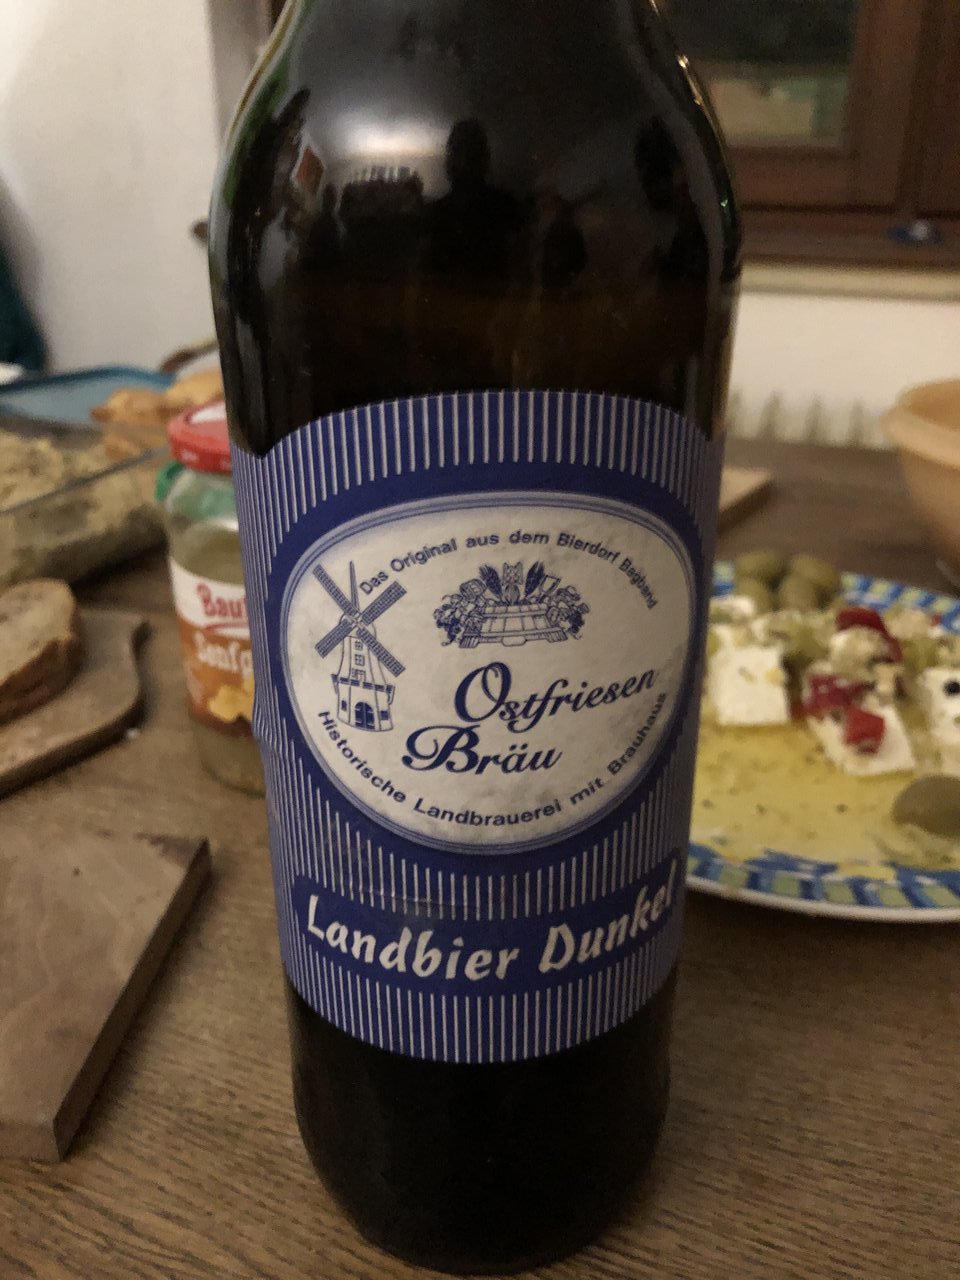 Das Original aus dem Bierdorf Bagband
Ostfriesen
Bräu
Historische Landbrauerei mit Brauhaus
Landbier Dunkel